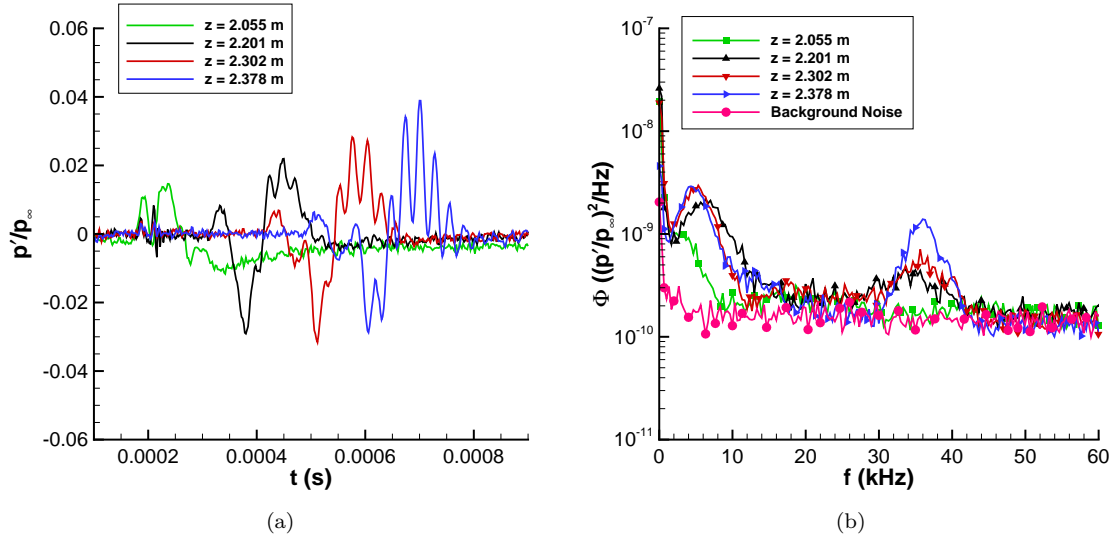 z = 2.055 m
z = 2.201 m
z = 2.302 m
z = 2.378 m
0.06
0.04
0.02
0
-0.02
-0.04
-0.06
p′/p∞
0.0002 0.0004 0.0006 0.0008
t (s)
(a)
z = 2.055 m
z = 2.201 m
z = 2.302 m
z = 2.378 m
Background Noise
10⁻⁷
10⁻⁸
10⁻⁹
10⁻¹⁰
10⁻¹¹
Φ ((p′/p∞)²/Hz)
0 10 20 30 40 50 60
f (kHz)
(b)